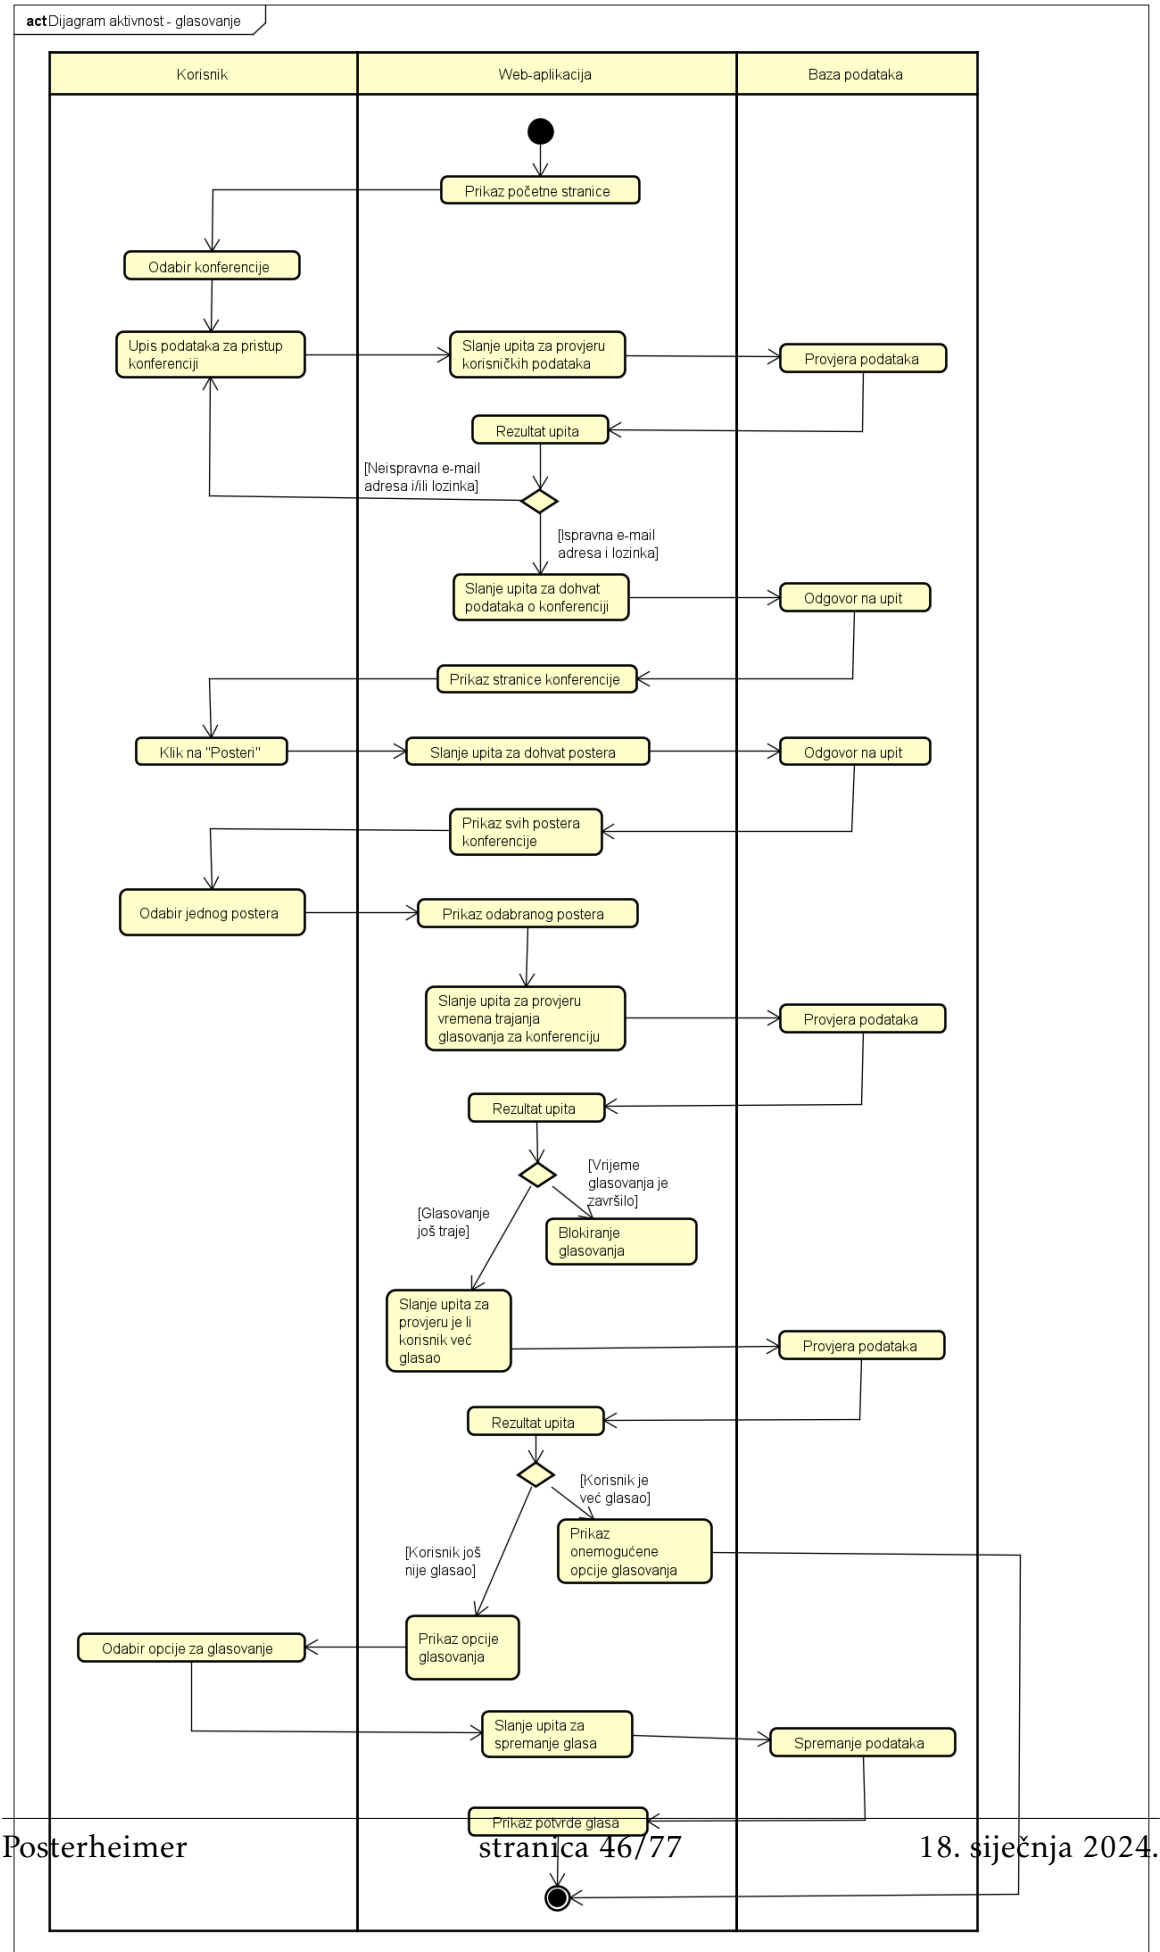 act Dijagram aktivnost - glasovanje
Korisnik
Web-aplikacija
Baza podataka
Prikaz početne stranice
Odabir konferencije
Upis podataka za pristup
konferenciji
Slanje upita za provjeru
korisničkih podataka
Provjera podataka
Rezultat upita
[Neispravna e-mail
adresa i/ili lozinka]
[Ispravna e-mail
adresa i lozinka]
Slanje upita za dohvat
podataka o konferenciji
Odgovor na upit
Prikaz stranice konferencije
Klik na "Posteri"
Slanje upita za dohvat postera
Odgovor na upit
Prikaz svih postera
konferencije
Odabir jednog postera
Prikaz odabranog postera
Slanje upita za provjeru
vremena trajanja
glasovanja za konferenciju
Provjera podataka
Rezultat upita
[Vrijeme
glasovanja je
završilo]
[Glasovanje
još traje]
Blokiranje
glasovanja
Slanje upita za
provjeru je li
korisnik već
glasao
Provjera podataka
Rezultat upita
[Korisnik je
već glasao]
[Korisnik još
nije glasao]
Prikaz
onemogućene
opcije glasovanja
Prikaz opcije
glasovanja
Odabir opcije za glasovanje
Slanje upita za
spremanje glasa
Spremanje podataka
Prikaz potvrde glasa
Posterheimer
stranica 46/77
18. siječnja 2024.